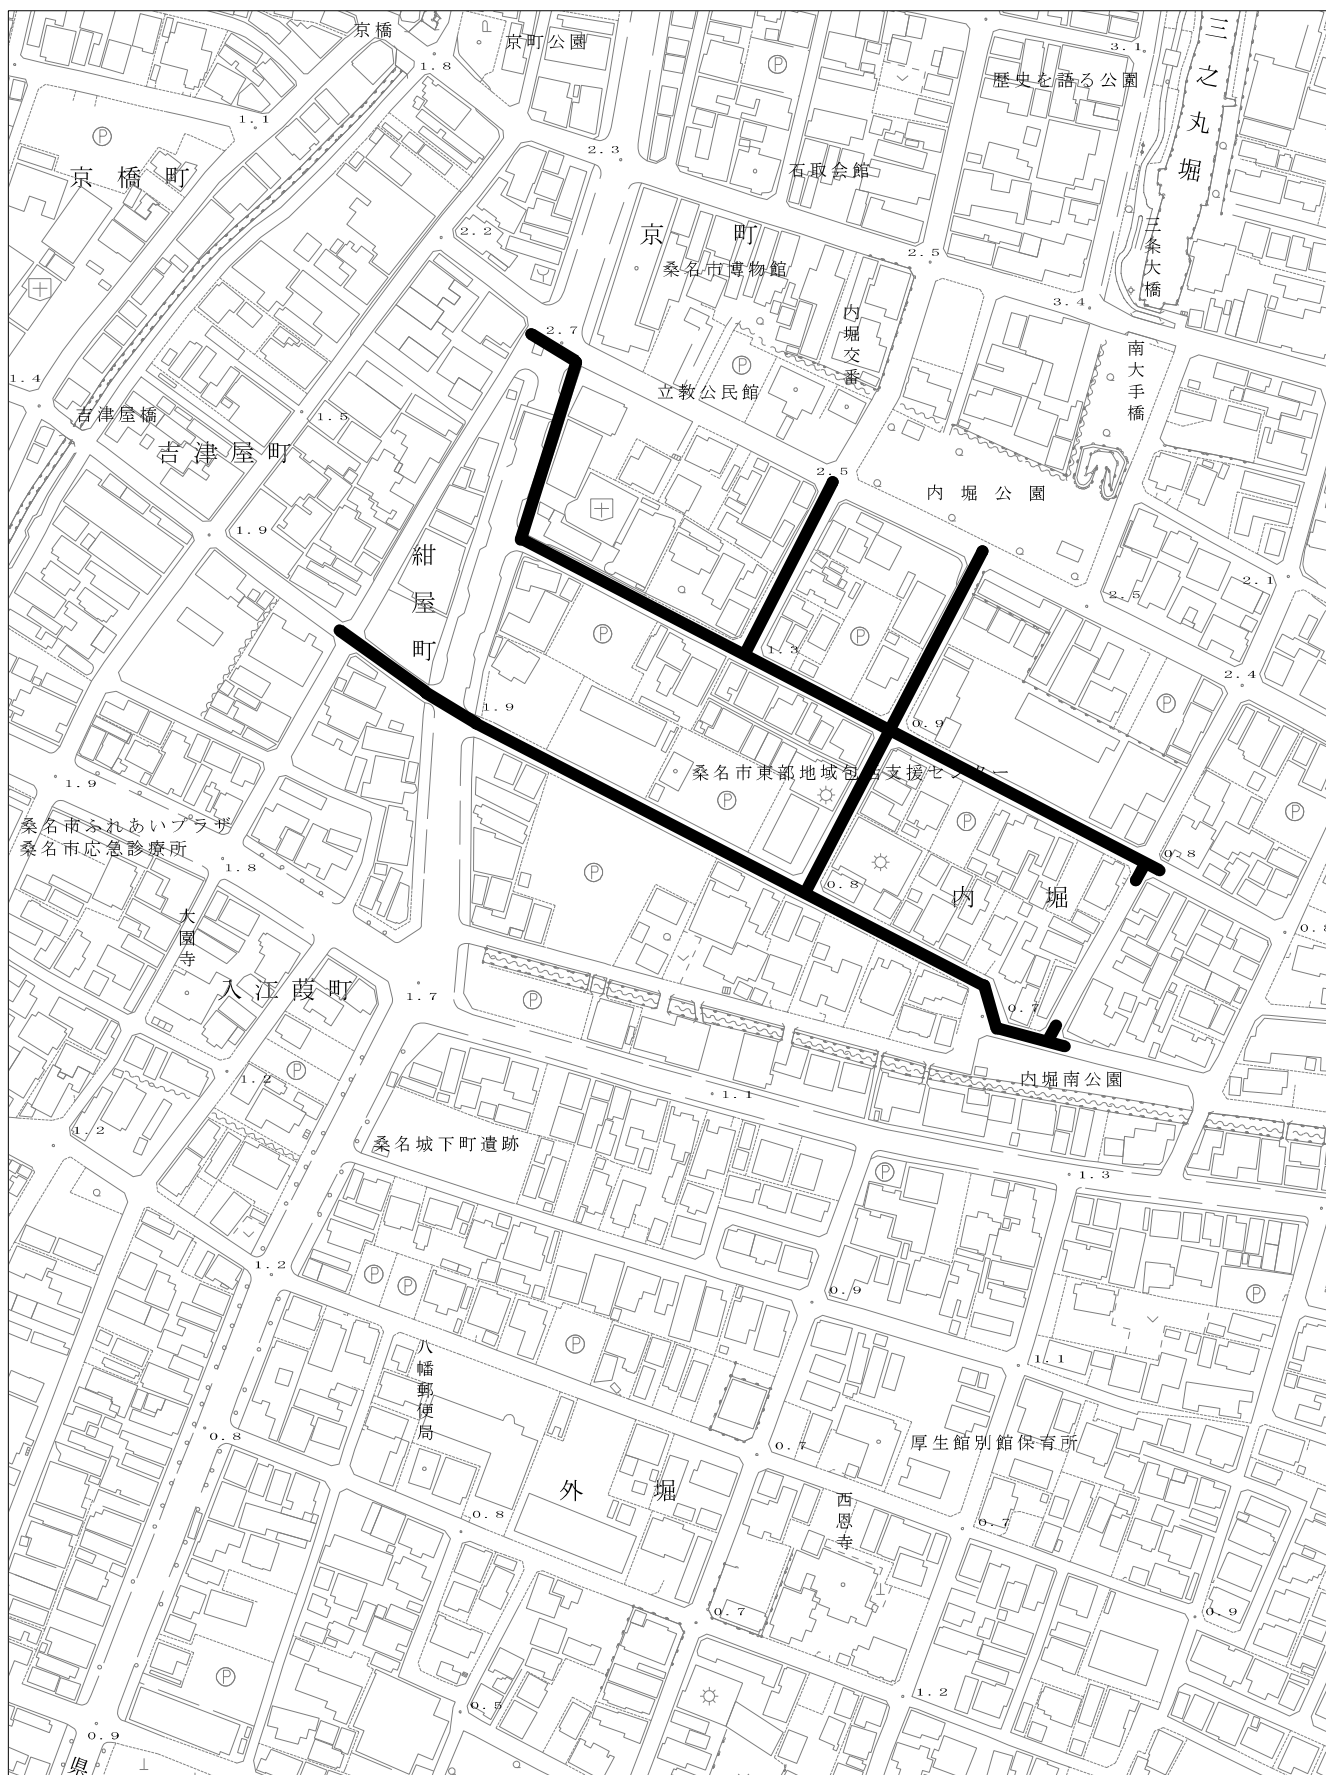 京橋
京町公園
1.8
3.1
三之丸堀
歴史を語る公園
P
1.1
P
2.3
石取会館
京橋町
2.2
京町
三条大橋
2.5
桑名市博物館
3.4
内堀交番
2.7
南大手橋
P
1.4
立教公民館
吉津屋橋
1.5
吉津屋町
2.5
内堀公園
1.9
紺屋町
2.1
2.5
P
P
1.3
2.4
P
1.9
0.9
桑名市東部地域包括支援センター
1.9
P
P
P
桑名市ふれあいプラザ
桑名市応急診療所
1.8
0.8
P
0.8
内堀
大園寺
0.8
入江葭町
1.7
P
0.7
1.2
P
内堀南公園
1.1
1.2
桑名城下町遺跡
P
1.3
1.2
P
P
0.9
P
P
八幡郵便局
1.1
0.8
0.7
厚生館別館保育所
外堀
西恩寺
0.8
0.7
0.7
0.9
P
0.5
1.2
0.9
県